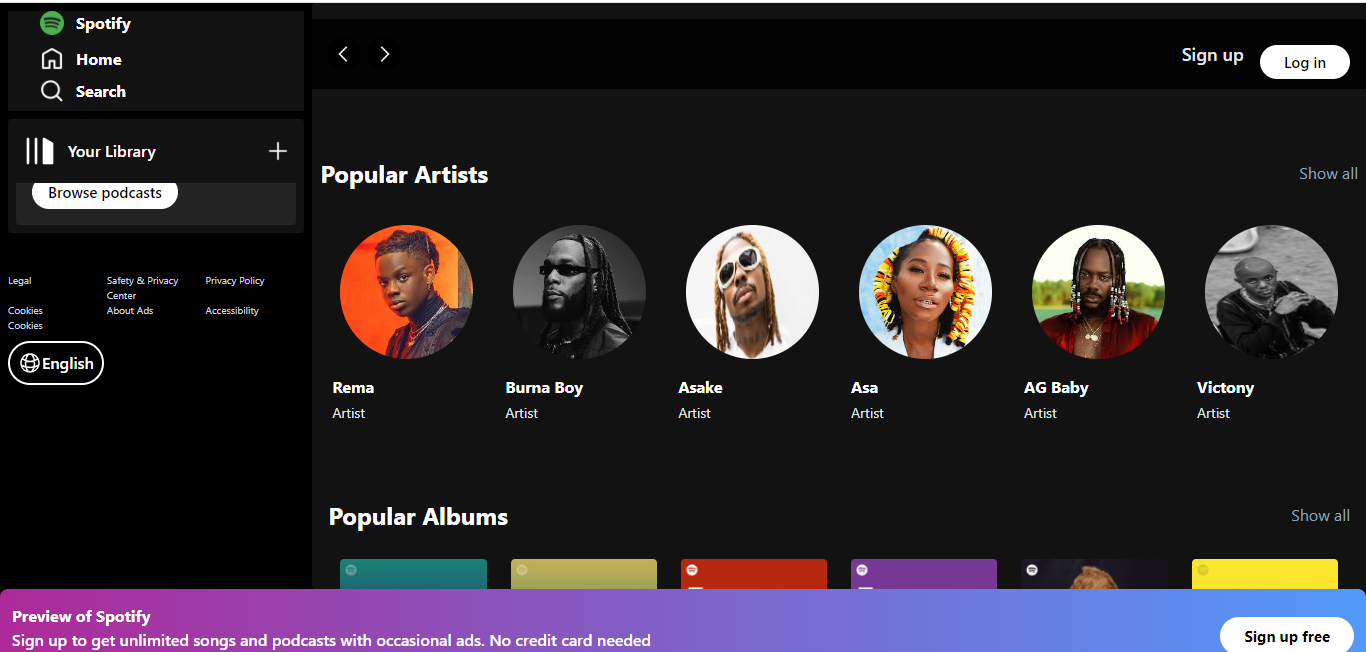 Spotify
Home
Search
Your Library
Browse podcasts
Legal
Safety & Privacy
Center
Privacy Policy
Cookies
About Ads
Accessibility
Cookies
English
Sign up
Log in
Popular Artists
Show all
Rema
Artist
Burna Boy
Artist
Asake
Artist
Asa
Artist
AG Baby
Artist
Victony
Artist
Popular Albums
Show all
Preview of Spotify
Sign up to get unlimited songs and podcasts with occasional ads. No credit card needed
Sign up free